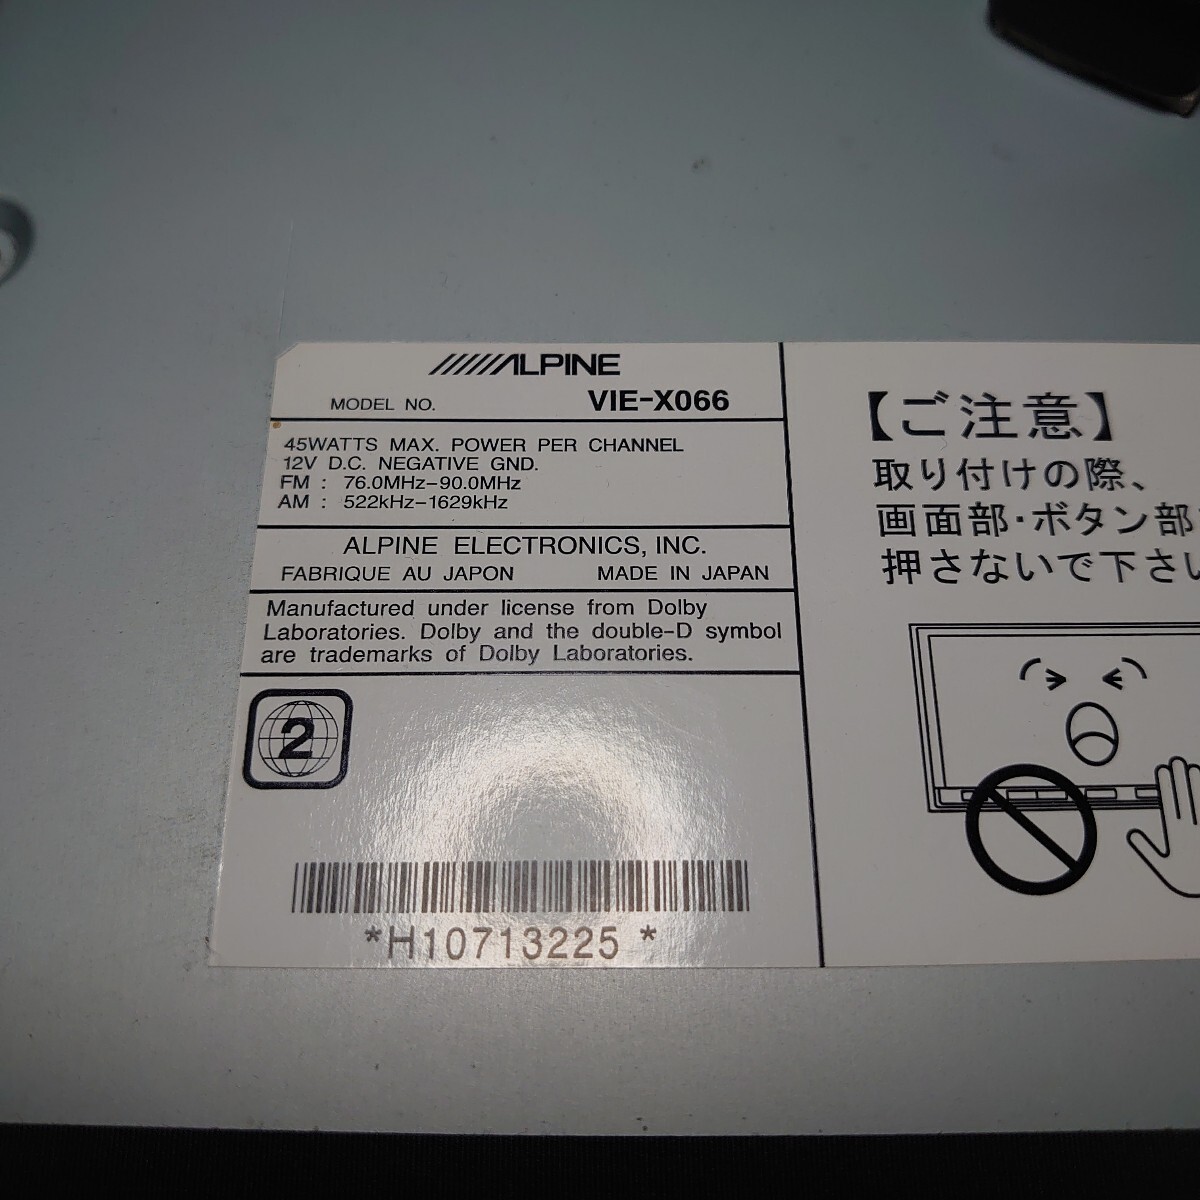 ALPINE
MODEL NO. VIE-X066
45WATTS MAX. POWER PER CHANNEL
12V D.C. NEGATIVE GND.
FM : 76.0MHz-90.0MHz
AM : 522kHz-1629kHz
ALPINE ELECTRONICS, INC.
FABRIQUE AU JAPON MADE IN JAPAN
Manufactured under license from Dolby
Laboratories. Dolby and the double-D symbol
are trademarks of Dolby Laboratories.
2
*H10713225 *
【ご注意】
取り付けの際、
画面部・ボタン部
押さないで下さい